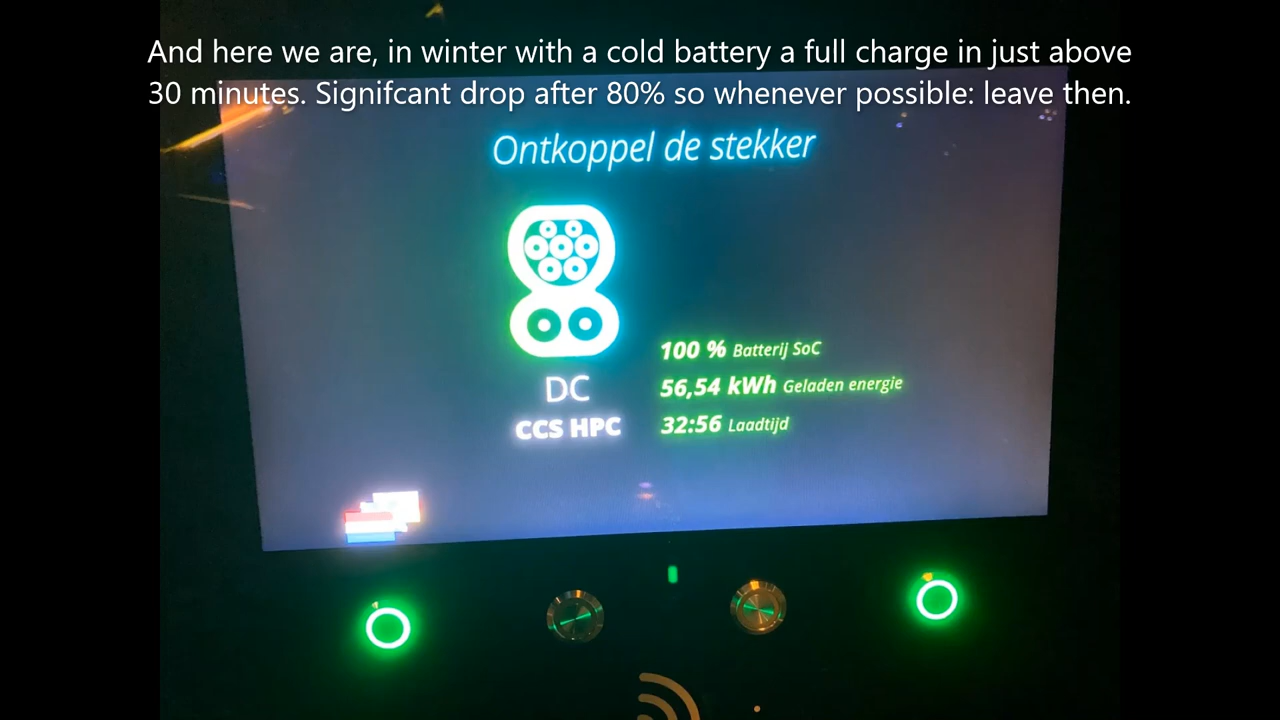 And here we are, in winter with a cold battery a full charge in just above
30 minutes. Signifcant drop after 80% so whenever possible: leave then.
Ontkoppel de stekker
100 % Batterij SoC
56,54 kWh Geladen energie
32:56 Laadtijd
DC
CCS HPC